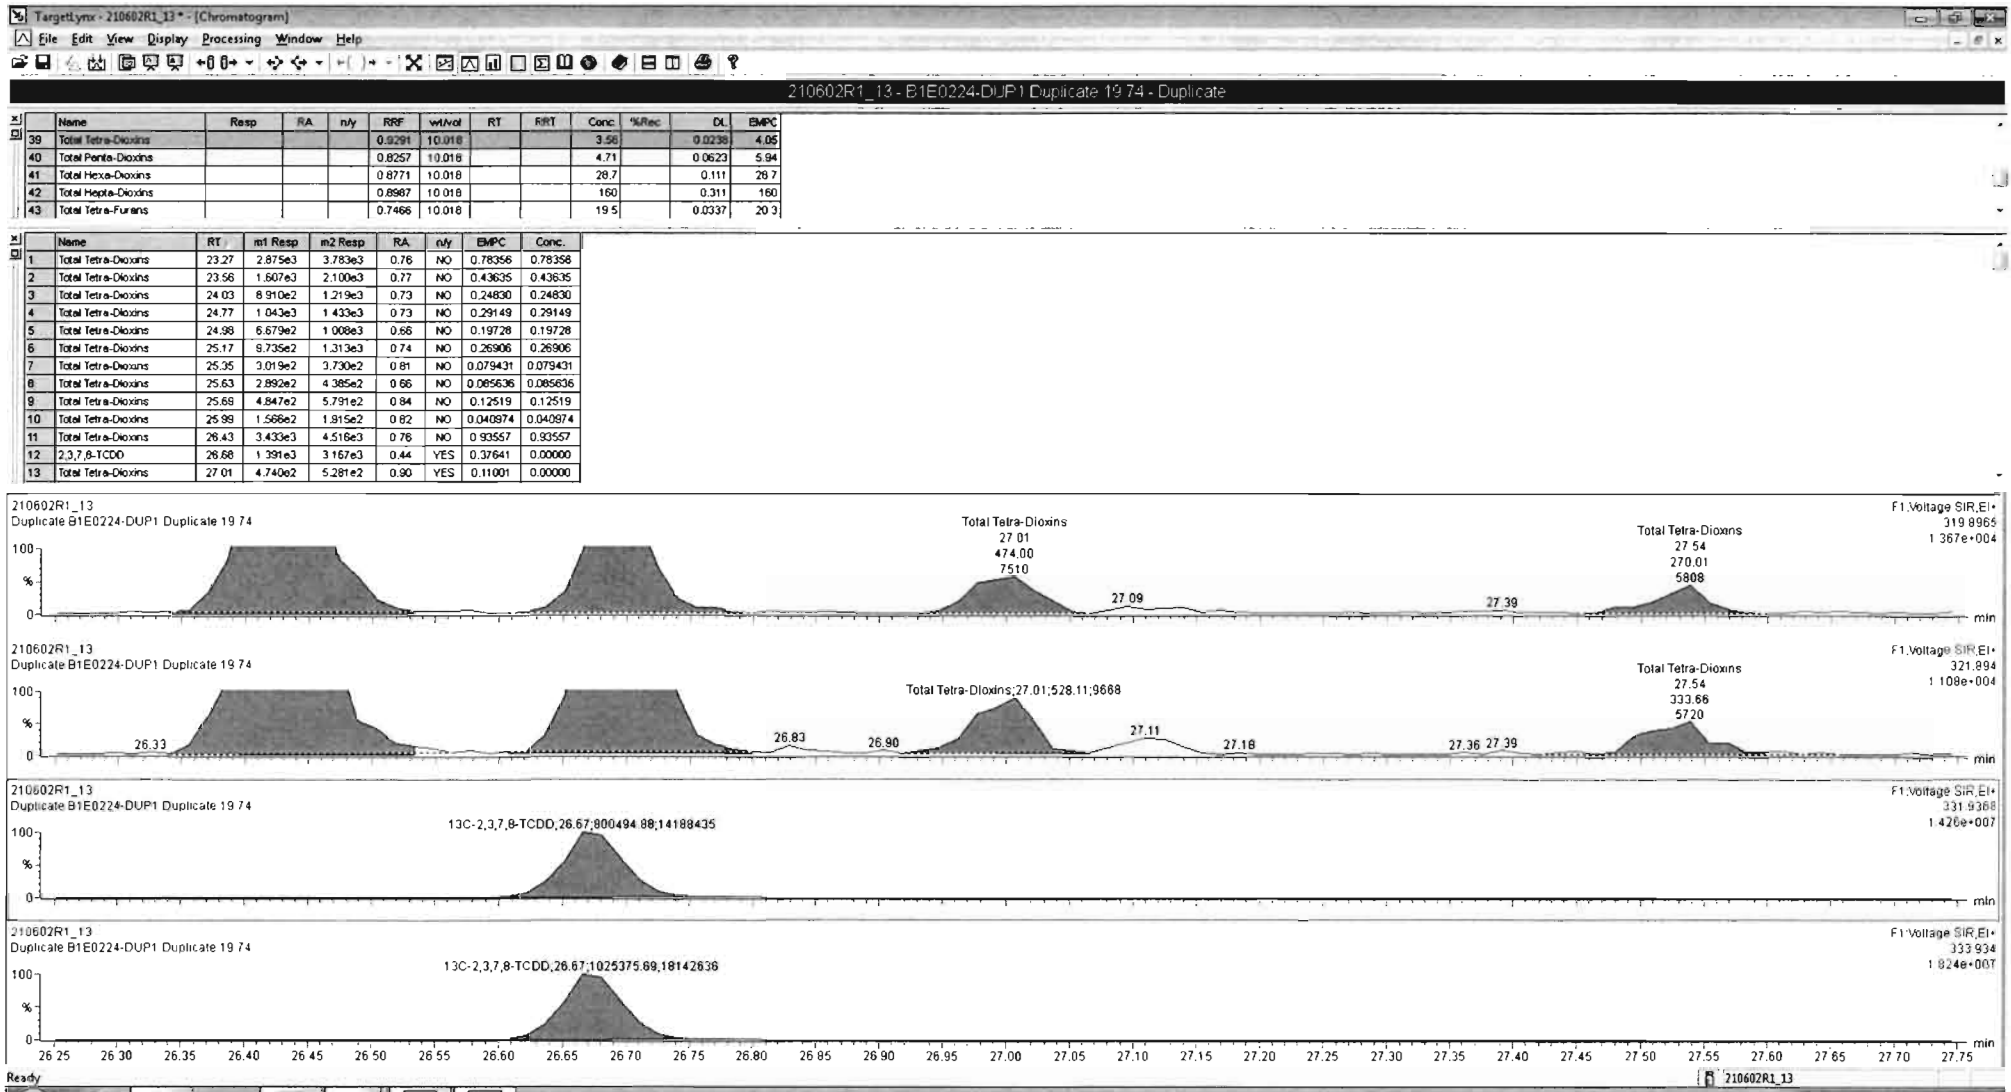 TargetLynx - 210602R1_13 * - [Chromatogram]
File Edit View Display Processing Window Help
210602R1_13 - B1E0224-DUP1 Duplicate 19 74 - Duplicate
Name Resp RA n/y RRF wt/vol RT RRT Conc %Rec DL EMPC
39 Total Tetra-Dioxins 0.9291 10.018 3.56 0.0238 4.05
40 Total Penta-Dioxins 0.8257 10.018 4.71 0 0623 5.94
41 Total Hexa-Dioxins 0 8771 10.018 28.7 0.111 28 7
42 Total Hepta-Dioxins 0.8987 10 018 160 0.311 160
43 Total Tetra-Furans 0.7466 10.018 19 5 0.0337 20 3
Name RT m1 Resp m2 Resp RA n/y EMPC Conc.
1 Total Tetra-Dioxins 23.27 2.875e3 3.783e3 0.76 NO 0.78356 0.78356
2 Total Tetra-Dioxins 23.56 1.607e3 2.100e3 0.77 NO 0.43635 0.43635
3 Total Tetra-Dioxins 24 03 8 910e2 1.219e3 0.73 NO 0.24830 0.24830
4 Total Tetra-Dioxins 24.77 1 043e3 1 433e3 0 73 NO 0.29149 0.29149
5 Total Tetra-Dioxins 24.98 6.679e2 1 008e3 0.66 NO 0.19728 0.19728
6 Total Tetra-Dioxins 25.17 9.735e2 1.313e3 0 74 NO 0.26906 0.26906
7 Total Tetra-Dioxins 25.35 3.019e2 3.730e2 0 81 NO 0.079431 0.079431
8 Total Tetra-Dioxins 25.63 2.892e2 4 385e2 0 66 NO 0.085636 0.085636
9 Total Tetra-Dioxins 25.69 4.847e2 5.791e2 0 84 NO 0.12519 0.12519
10 Total Tetra-Dioxins 25 99 1.566e2 1.915e2 0 82 NO 0.040974 0.040974
11 Total Tetra-Dioxins 26.43 3.433e3 4.516e3 0 76 NO 0 93557 0.93557
12 2,3,7,8-TCDD 26.68 1 391e3 3 167e3 0.44 YES 0.37641 0.00000
13 Total Tetra-Dioxins 27 01 4.740e2 5.281e2 0.90 YES 0.11001 0.00000
210602R1_13
Duplicate B1E0224-DUP1 Duplicate 19 74
F1:Voltage SIR,EI+
319 8965
1 367e+004
Total Tetra-Dioxins
27 01
474.00
7510
Total Tetra-Dioxins
27 54
270.01
5808
100
%
0
27 09
27.39
min
210602R1_13
Duplicate B1E0224-DUP1 Duplicate 19 74
F1:Voltage SIR,EI+
321.894
1 108e+004
Total Tetra-Dioxins;27.01;528.11;9668
Total Tetra-Dioxins
27.54
333.66
5720
100
%
0
26.33
26.83
26.90
27.11
27.18
27.36 27.39
min
210602R1_13
Duplicate B1E0224-DUP1 Duplicate 19 74
F1:Voltage SIR,EI+
331.9368
1 426e+007
13C-2,3,7,8-TCDD;26.67;800494.88;14188435
100
%
0
min
210602R1_13
Duplicate B1E0224-DUP1 Duplicate 19 74
F1:Voltage SIR,EI+
333 934
1 824e+007
13C-2,3,7,8-TCDD;26.67;1025375.69;18142636
100
%
0
min
26 25 26 30 26.35 26.40 26 45 26 50 26 55 26.60 26.65 26 70 26.75 26.80 26 85 26.90 26.95 27.00 27.05 27.10 27.15 27.20 27.25 27.30 27.35 27.40 27.45 27 50 27.55 27.60 27 65 27 70 27.75
Ready
210602R1_13